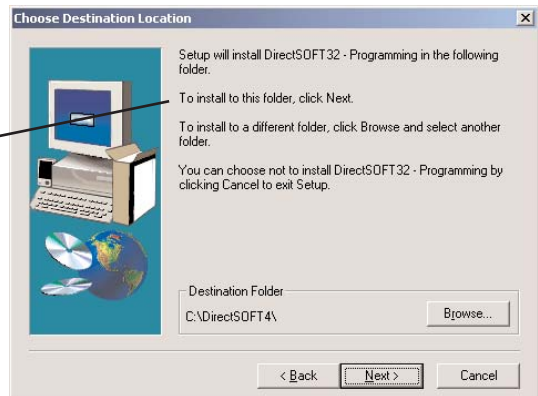 Choose Destination Location
Setup will install DirectSOFT32 - Programming in the following
folder.
To install to this folder, click Next.
To install to a different folder, click Browse and select another
folder.
You can choose not to install DirectSOFT32 - Programming by
clicking Cancel to exit Setup.
Destination Folder
C:\DirectSOFT4\
Browse...
< Back
Next >
Cancel